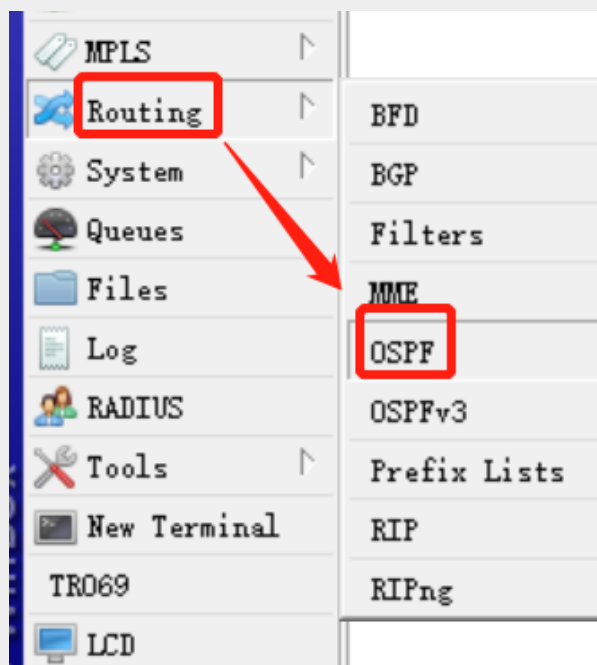 MPLS
Routing
System
Queues
Files
Log
RADIUS
Tools
New Terminal
TR069
LCD
BFD
BGP
Filters
MME
OSPF
OSPFv3
Prefix Lists
RIP
RIPng